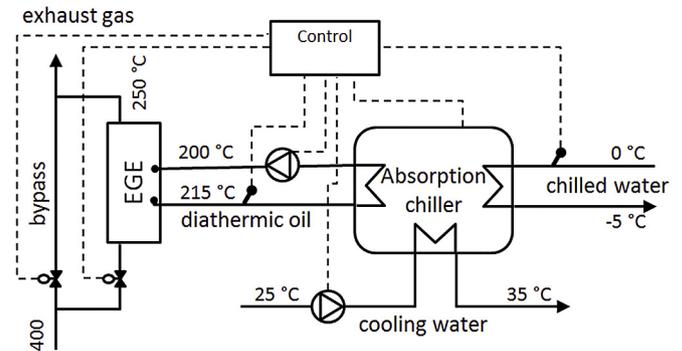 exhaust gas
Control
250 °C
200 °C
EGE
215 °C
diathermic oil
bypass
Absorption
chiller
0 °C
chilled water
-5 °C
25 °C
35 °C
cooling water
400